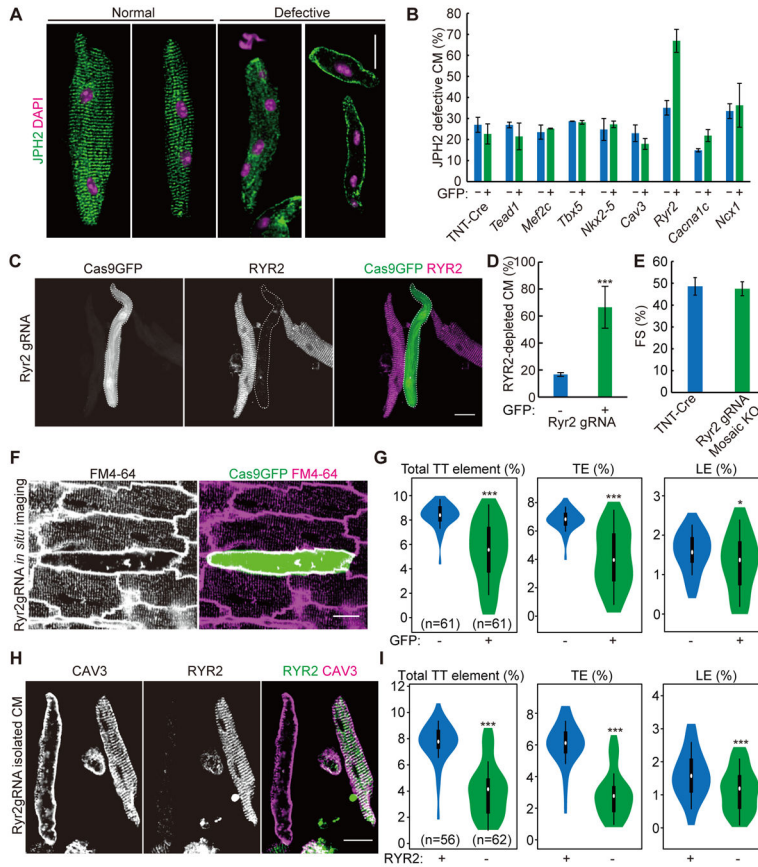 A
Normal
Defective
JPH2 DAPI
B
JPH2 defective CM (%)
80
70
60
50
40
30
20
10
0
GFP: - + - + - + - + - + - + - + - + - +
TNT-Cre
Tead1
Mef2c
Tbx5
Nkx2-5
Cav3
Ryr2
Cacna1c
Ncx1
C
Cas9GFP
RYR2
Cas9GFP RYR2
Ryr2 gRNA
D
RYR2-depleted CM (%)
100
80
60
40
20
0
***
GFP: - +
Ryr2 gRNA
E
FS (%)
60
50
40
30
20
10
0
TNT-Cre
Ryr2 gRNA
Mosaic KO
F
FM4-64
Cas9GFP FM4-64
Ryr2gRNA in situ imaging
G
Total TT element (%)
10
8
6
4
2
0
***
(n=61)
(n=61)
TE (%)
8
6
4
2
0
***
LE (%)
3
2
1
0
*
GFP: - + - + - +
H
CAV3
RYR2
RYR2 CAV3
Ryr2gRNA isolated CM
I
Total TT element (%)
12
10
8
6
4
2
0
***
(n=56)
(n=62)
TE (%)
8
6
4
2
0
***
LE (%)
4
3
2
1
0
***
RYR2: + - + - + -